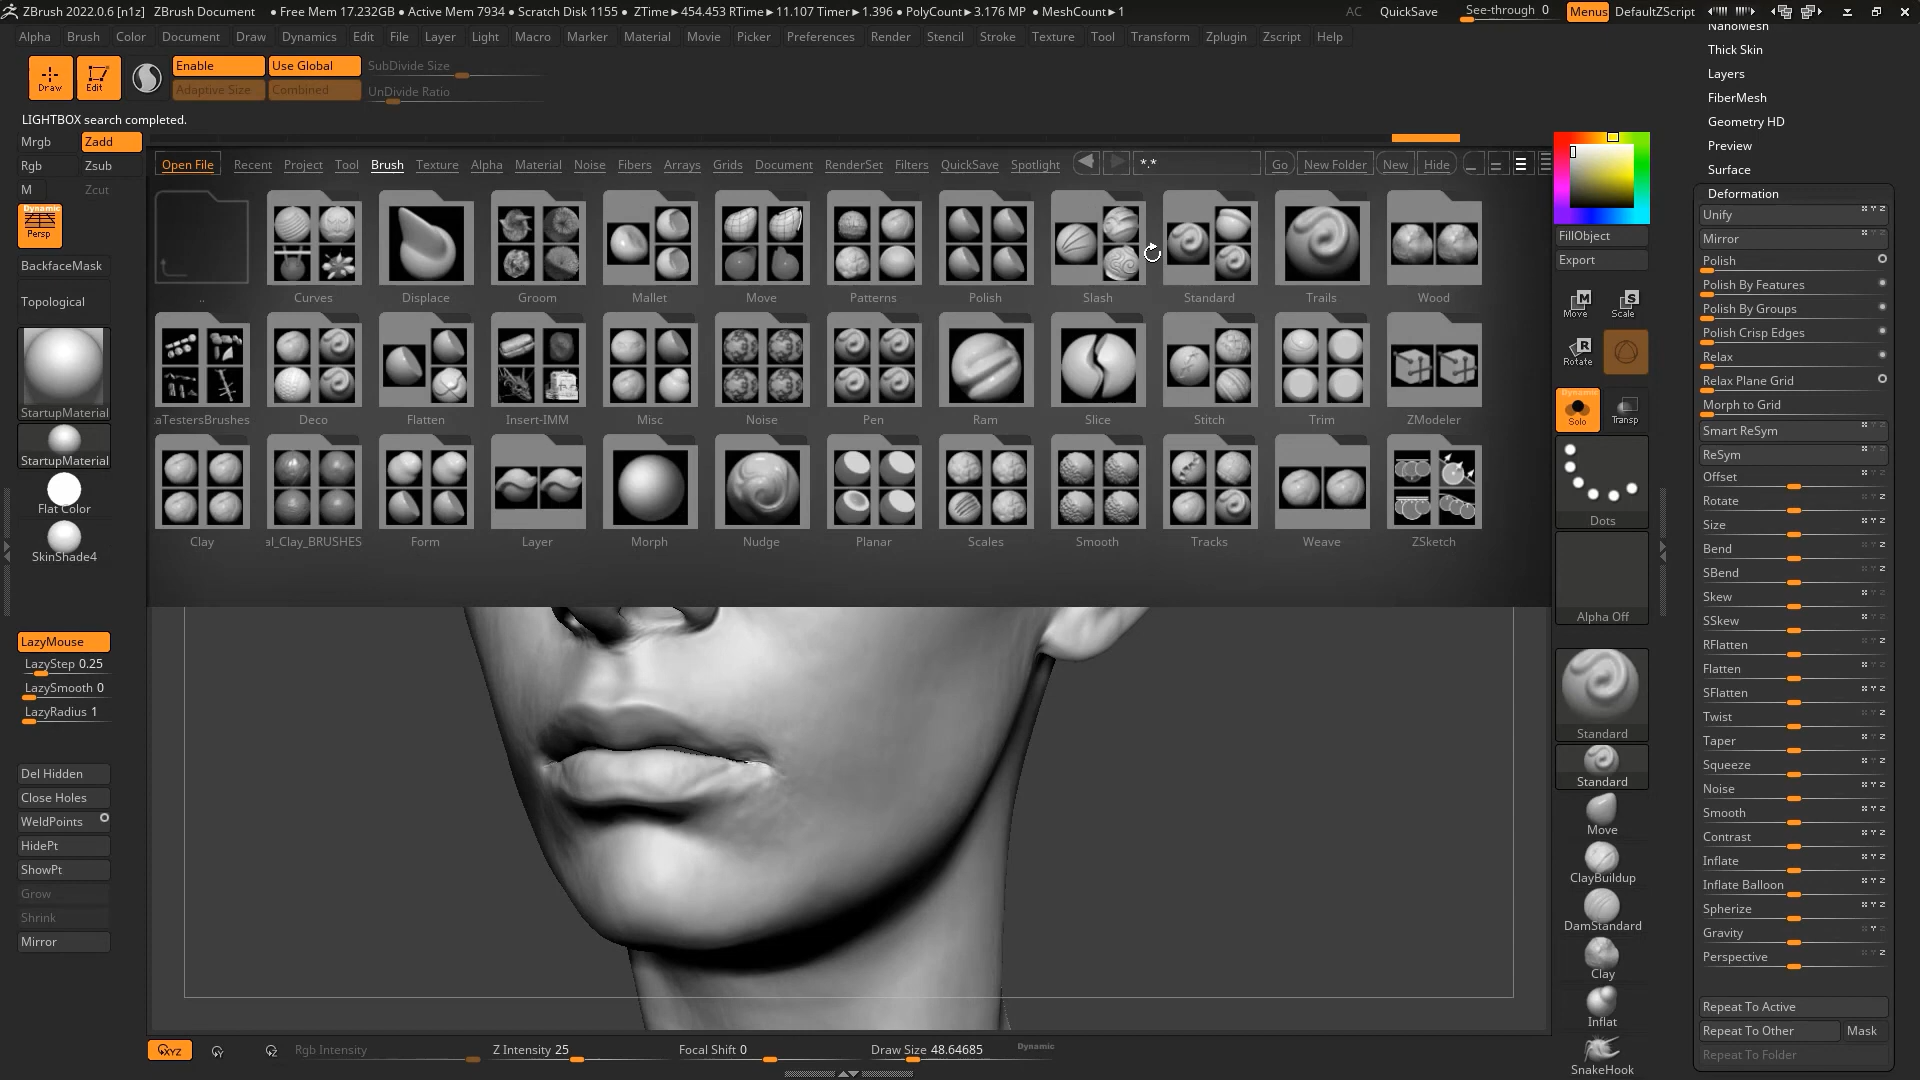 ZBrush 2022.0.6 [n1z] ZBrush Document ● Free Mem 17.232GB ● Active Mem 7934 ● Scratch Disk 1155 ● ZTime►454.453 RTime►11.107 Timer►1.396 ● PolyCount►3.176 MP ● MeshCount►1 AC QuickSave See-through 0 Menus DefaultZScript
Alpha Brush Color Document Draw Dynamics Edit File Layer Light Macro Marker Material Movie Picker Preferences Render Stencil Stroke Texture Tool Transform Zplugin Zscript Help
Draw Edit Enable Use Global SubDivide Size
Adaptive Size Combined UnDivide Ratio
LIGHTBOX search completed.
Mrgb Zadd
Rgb Zsub
M Zcut
Dynamic
Persp
BackfaceMask
Topological
StartupMaterial
StartupMaterial
Flat Color
SkinShade4
LazyMouse
LazyStep 0.25
LazySmooth 0
LazyRadius 1
Del Hidden
Close Holes
WeldPoints
HidePt
ShowPt
Grow
Shrink
Mirror
Open File Recent Project Tool Brush Texture Alpha Material Noise Fibers Arrays Grids Document RenderSet Filters QuickSave Spotlight *.* Go New Folder New Hide
.. Curves Displace Groom Mallet Move Patterns Polish Slash Standard Trails Wood
aTestersBrushes Deco Flatten Insert-IMM Misc Noise Pen Ram Slice Stitch Trim ZModeler
Clay al_Clay_BRUSHES Form Layer Morph Nudge Planar Scales Smooth Tracks Weave ZSketch
XYZ Y Z Rgb Intensity Z Intensity 25 Focal Shift 0 Draw Size 48.64685 Dynamic
FillObject
Export
M S
Move Scale
R
Rotate
Dynamic
Solo Transp
Dots
Alpha Off
Standard
Standard
Move
ClayBuildup
DamStandard
Clay
Inflat
SnakeHook
NanoMesh
Thick Skin
Layers
FiberMesh
Geometry HD
Preview
Surface
Deformation
Unify
Mirror
Polish
Polish By Features
Polish By Groups
Polish Crisp Edges
Relax
Relax Plane Grid
Morph to Grid
Smart ReSym
ReSym
Offset
Rotate
Size
Bend
SBend
Skew
SSkew
RFlatten
Flatten
SFlatten
Twist
Taper
Squeeze
Noise
Smooth
Contrast
Inflate
Inflate Balloon
Spherize
Gravity
Perspective
Repeat To Active
Repeat To Other Mask
Repeat To Folder